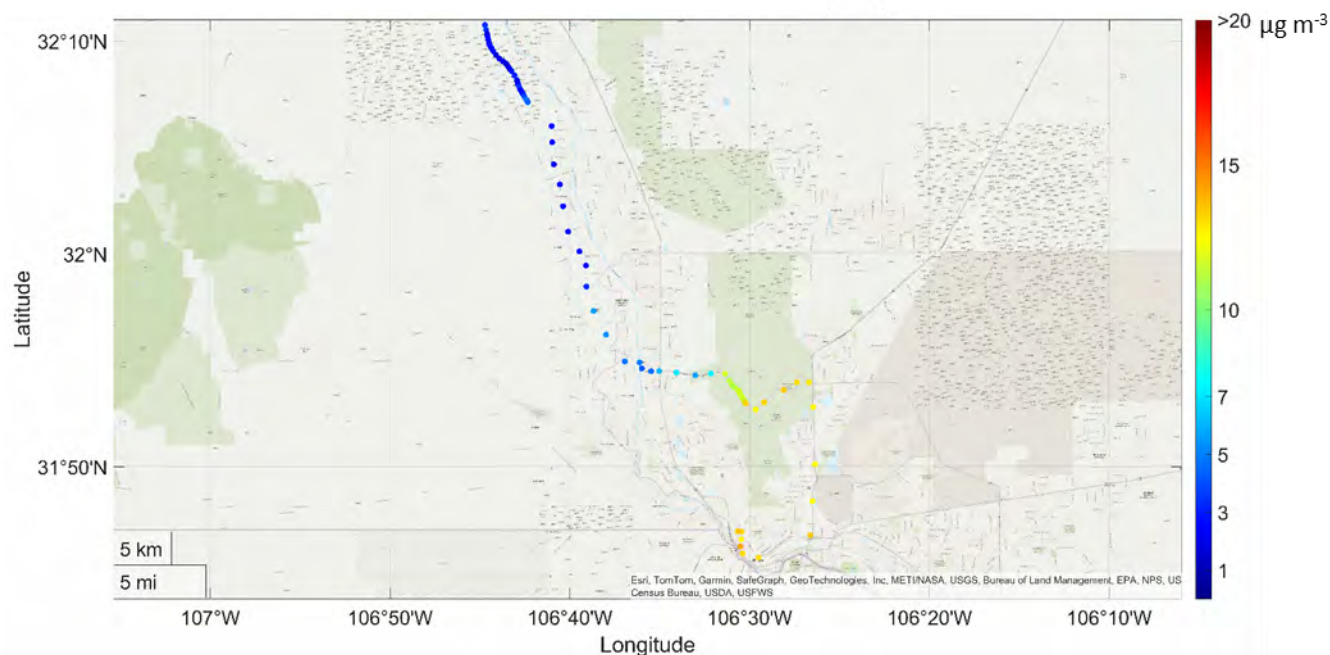 >20 µg m-3
32°10'N
15
32°N
Latitude
10
7
31°50'N
5
3
5 km
5 mi
1
Esri, TomTom, Garmin, SafeGraph, GeoTechnologies, Inc, METI/NASA, USGS, Bureau of Land Management, EPA, NPS, US
Census Bureau, USDA, USFWS
107°W
106°50'W
106°40'W
106°30'W
106°20'W
106°10'W
Longitude